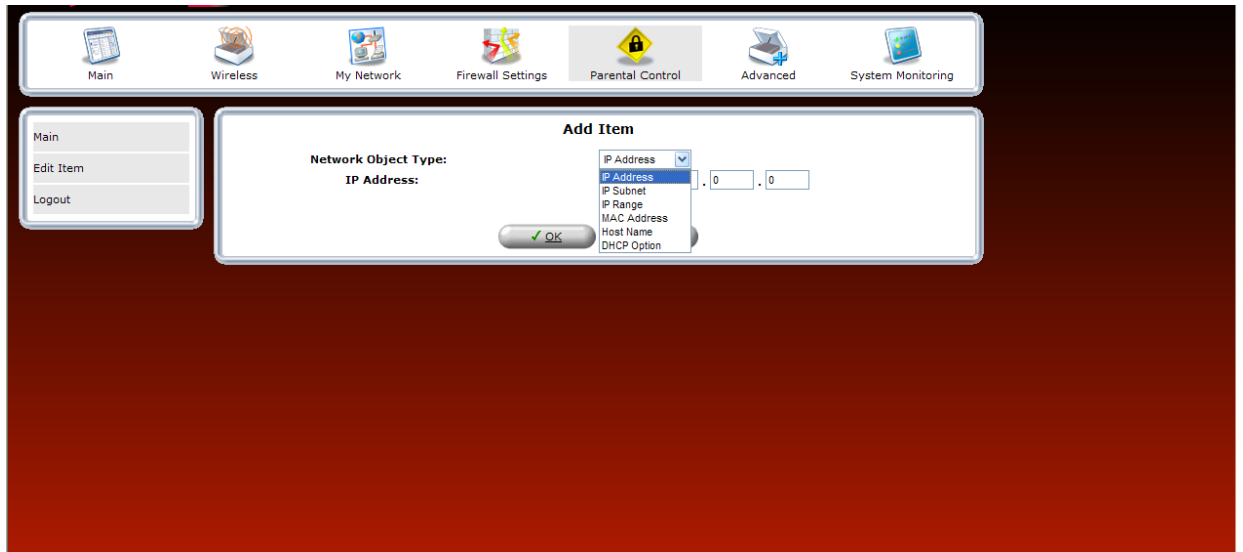 Main Wireless My Network Firewall Settings Parental Control Advanced System Monitoring
Main
Edit Item
Logout
Add Item
Network Object Type: IP Address
IP Address: . 0 . 0
IP Address
IP Subnet
IP Range
MAC Address
Host Name
DHCP Option
✓ OK